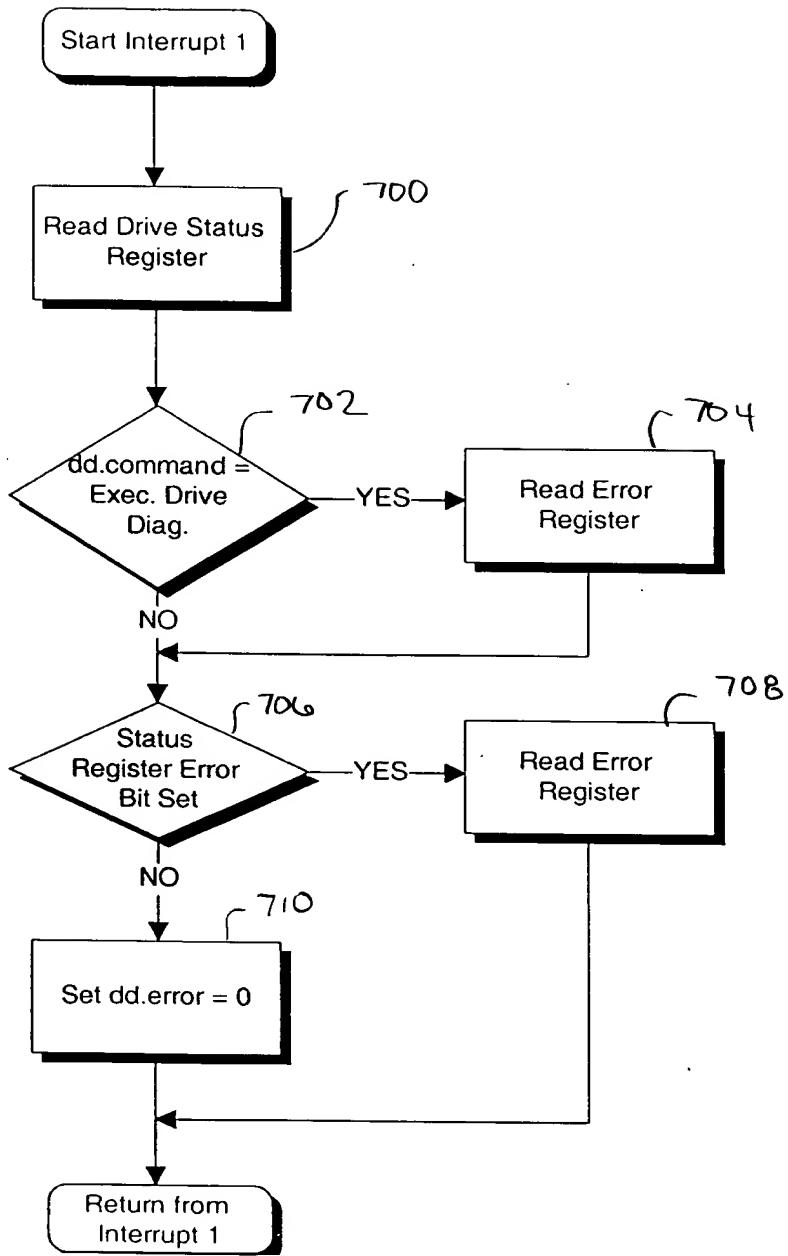 Start Interrupt 1
700
Read Drive Status
Register
702
dd.command =
Exec. Drive
Diag.
YES
704
Read Error
Register
NO
706
Status
Register Error
Bit Set
YES
708
Read Error
Register
NO
710
Set dd.error = 0
Return from
Interrupt 1